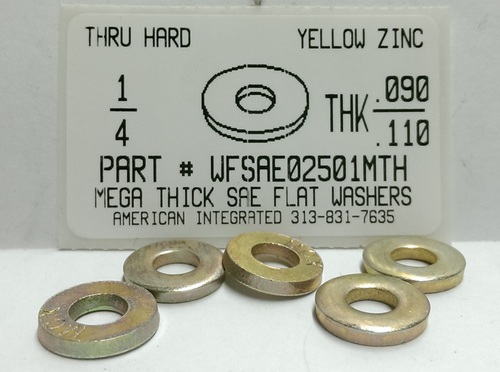 THRU HARD YELLOW ZINC
1/4 THK .090/.110
PART # WFSAE02501MTH
MEGA THICK SAE FLAT WASHERS
AMERICAN INTEGRATED 313-831-7635